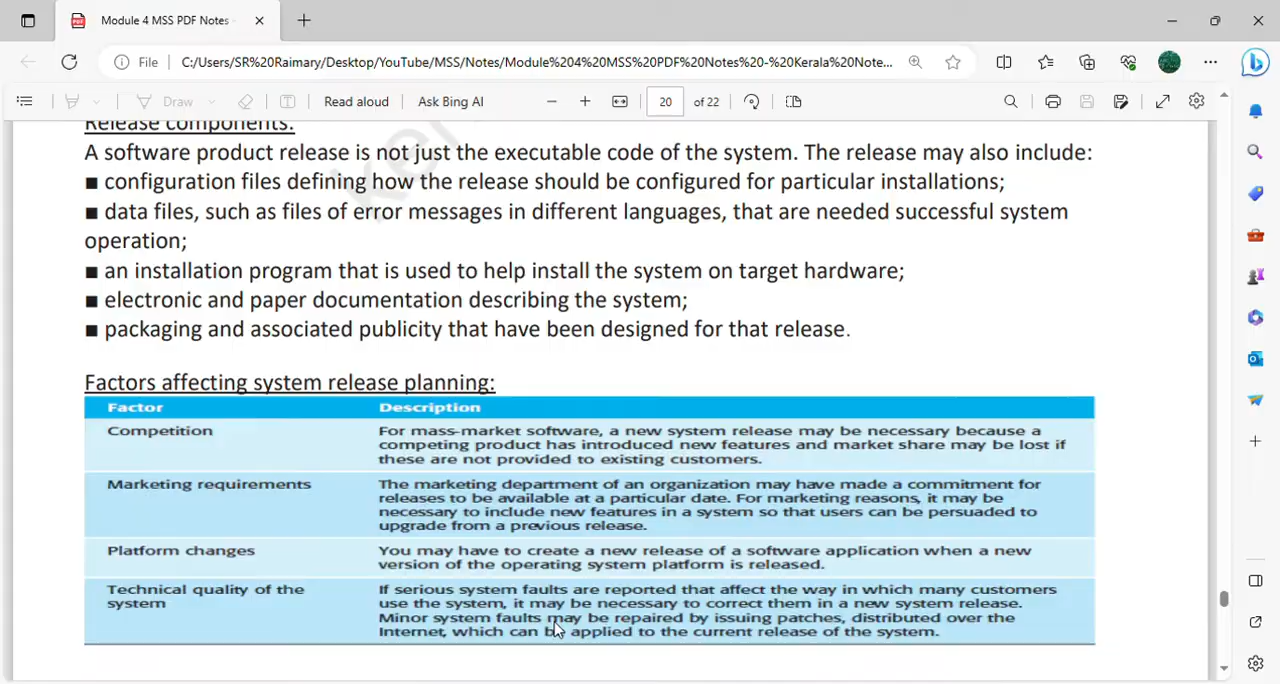 Module 4 MSS PDF Notes
File
C:/Users/SR%20Raimary/Desktop/YouTube/MSS/Notes/Module%204%20MSS%20PDF%20Notes%20-%20Kerala%20Note...
Draw
Read aloud
Ask Bing AI
20
of 22
Release components:
A software product release is not just the executable code of the system. The release may also include:
■ configuration files defining how the release should be configured for particular installations;
■ data files, such as files of error messages in different languages, that are needed successful system
operation;
■ an installation program that is used to help install the system on target hardware;
■ electronic and paper documentation describing the system;
■ packaging and associated publicity that have been designed for that release.
Factors affecting system release planning:
Factor Description
Competition For mass-market software, a new system release may be necessary because a
competing product has introduced new features and market share may be lost if
these are not provided to existing customers.
Marketing requirements The marketing department of an organization may have made a commitment for
releases to be available at a particular date. For marketing reasons, it may be
necessary to include new features in a system so that users can be persuaded to
upgrade from a previous release.
Platform changes You may have to create a new release of a software application when a new
version of the operating system platform is released.
Technical quality of the If serious system faults are reported that affect the way in which many customers
system use the system, it may be necessary to correct them in a new system release.
Minor system faults may be repaired by issuing patches, distributed over the
Internet, which can be applied to the current release of the system.